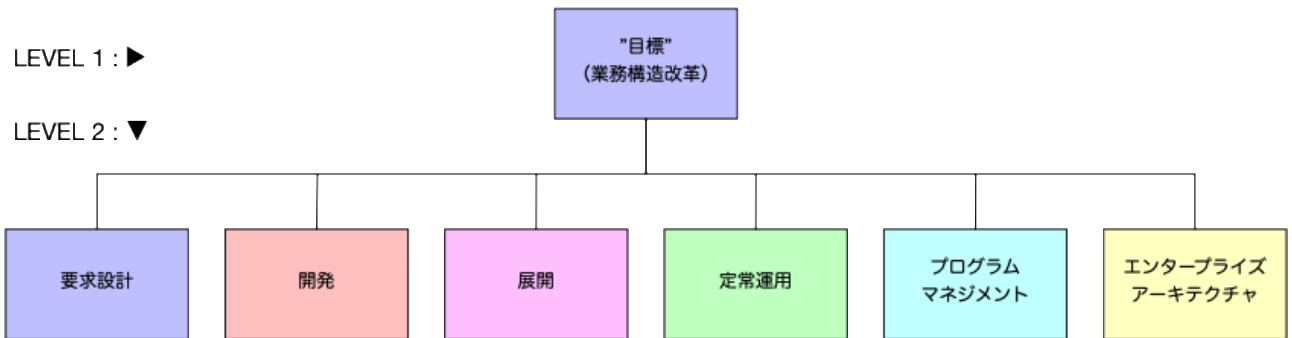 "目標"
（業務構造改革）
LEVEL 1 : ▶
LEVEL 2 : ▼
要求設計
開発
展開
定常運用
プログラム
マネジメント
エンタープライズ
アーキテクチャ